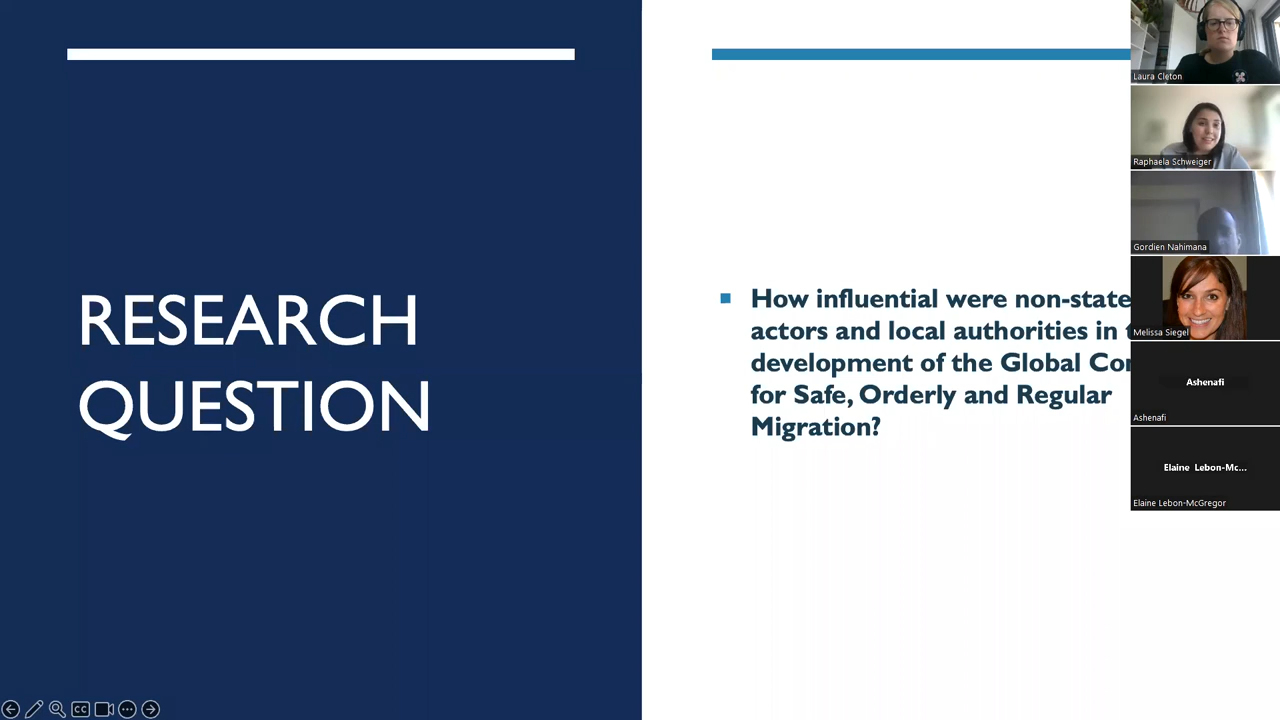 RESEARCH
QUESTION
How influential were non-state
actors and local authorities in
development of the Global
for Safe, Orderly and Regular
Migration?
Laura Cleton
Raphaela Schweiger
Gordien Nahimana
Melissa Siegel
Ashenafi
Ashenafi
Elaine Lebon-Mc...
Elaine Lebon-McGregor
CC